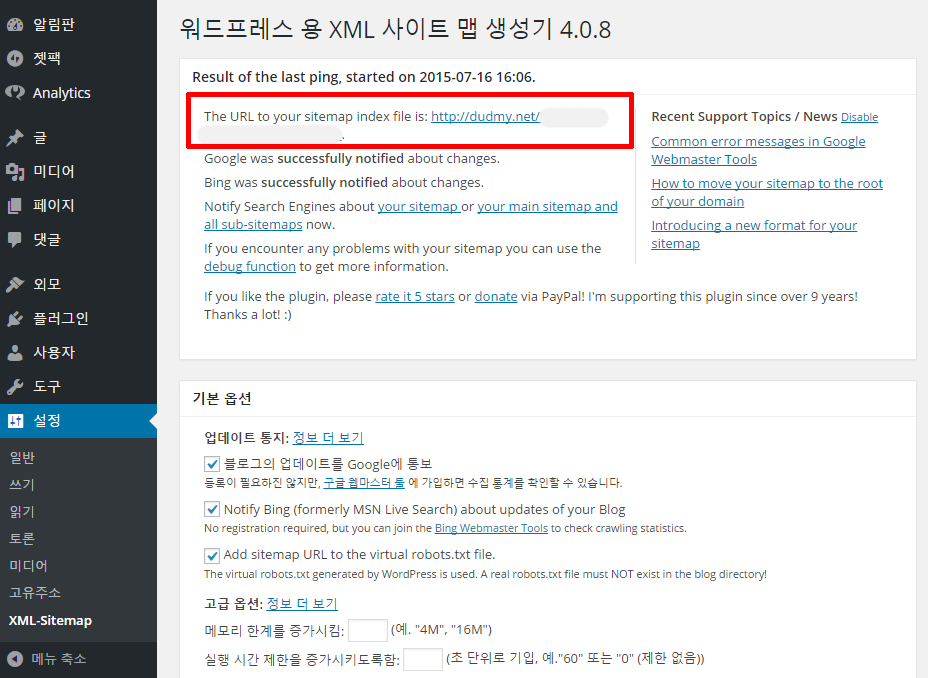 알림판
젯팩
Analytics
글
미디어
페이지
댓글
외모
플러그인
사용자
도구
설정
일반
쓰기
읽기
토론
미디어
고유주소
XML-Sitemap
메뉴 축소
워드프레스 용 XML 사이트 맵 생성기 4.0.8
Result of the last ping, started on 2015-07-16 16:06.
The URL to your sitemap index file is: http://dudmy.net/
.
Google was successfully notified about changes.
Bing was successfully notified about changes.
Notify Search Engines about your sitemap or your main sitemap and
all sub-sitemaps now.
If you encounter any problems with your sitemap you can use the
debug function to get more information.
If you like the plugin, please rate it 5 stars or donate via PayPal! I'm supporting this plugin since over 9 years!
Thanks a lot! :)
Recent Support Topics / News Disable
Common error messages in Google
Webmaster Tools
How to move your sitemap to the root
of your domain
Introducing a new format for your
sitemap
기본 옵션
업데이트 통지: 정보 더 보기
블로그의 업데이트를 Google에 통보
등록이 필요하진 않지만, 구글 웹마스터 툴 에 가입하면 수집 통계를 확인할 수 있습니다.
Notify Bing (formerly MSN Live Search) about updates of your Blog
No registration required, but you can join the Bing Webmaster Tools to check crawling statistics.
Add sitemap URL to the virtual robots.txt file.
The virtual robots.txt generated by WordPress is used. A real robots.txt file must NOT exist in the blog directory!
고급 옵션: 정보 더 보기
메모리 한계를 증가시킴: (예. "4M", "16M")
실행 시간 제한을 증가시키도록함: (초 단위로 기입, 예."60" 또는 "0" (제한 없음))